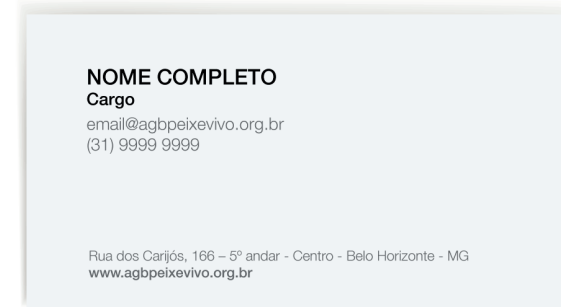 NOME COMPLETO
Cargo
email@agbpeixevivo.org.br
(31) 9999 9999
Rua dos Carijós, 166 – 5º andar - Centro - Belo Horizonte - MG
www.agbpeixevivo.org.br